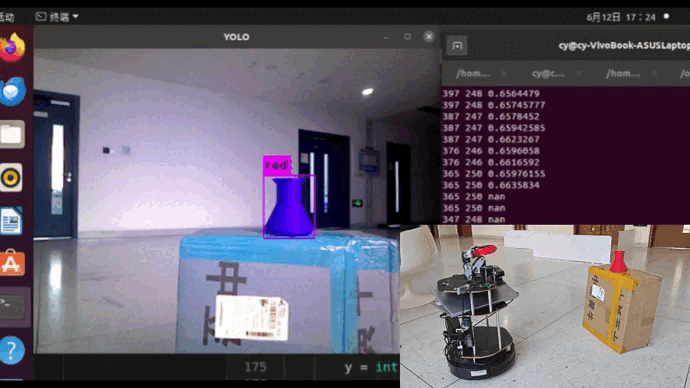 活动
终端
6月12日 17:24
YOLO
cy@cy-VivoBook-ASUSLaptop
/hom...
cy@c...
/hom...
397 248 0.6564479
397 248 0.65745777
387 247 0.6578452
387 247 0.65942585
387 247 0.6623267
376 246 0.6596058
376 246 0.6616592
365 250 0.65976155
365 250 0.6635834
365 250 nan
365 250 nan
347 248 nan
175
y = int